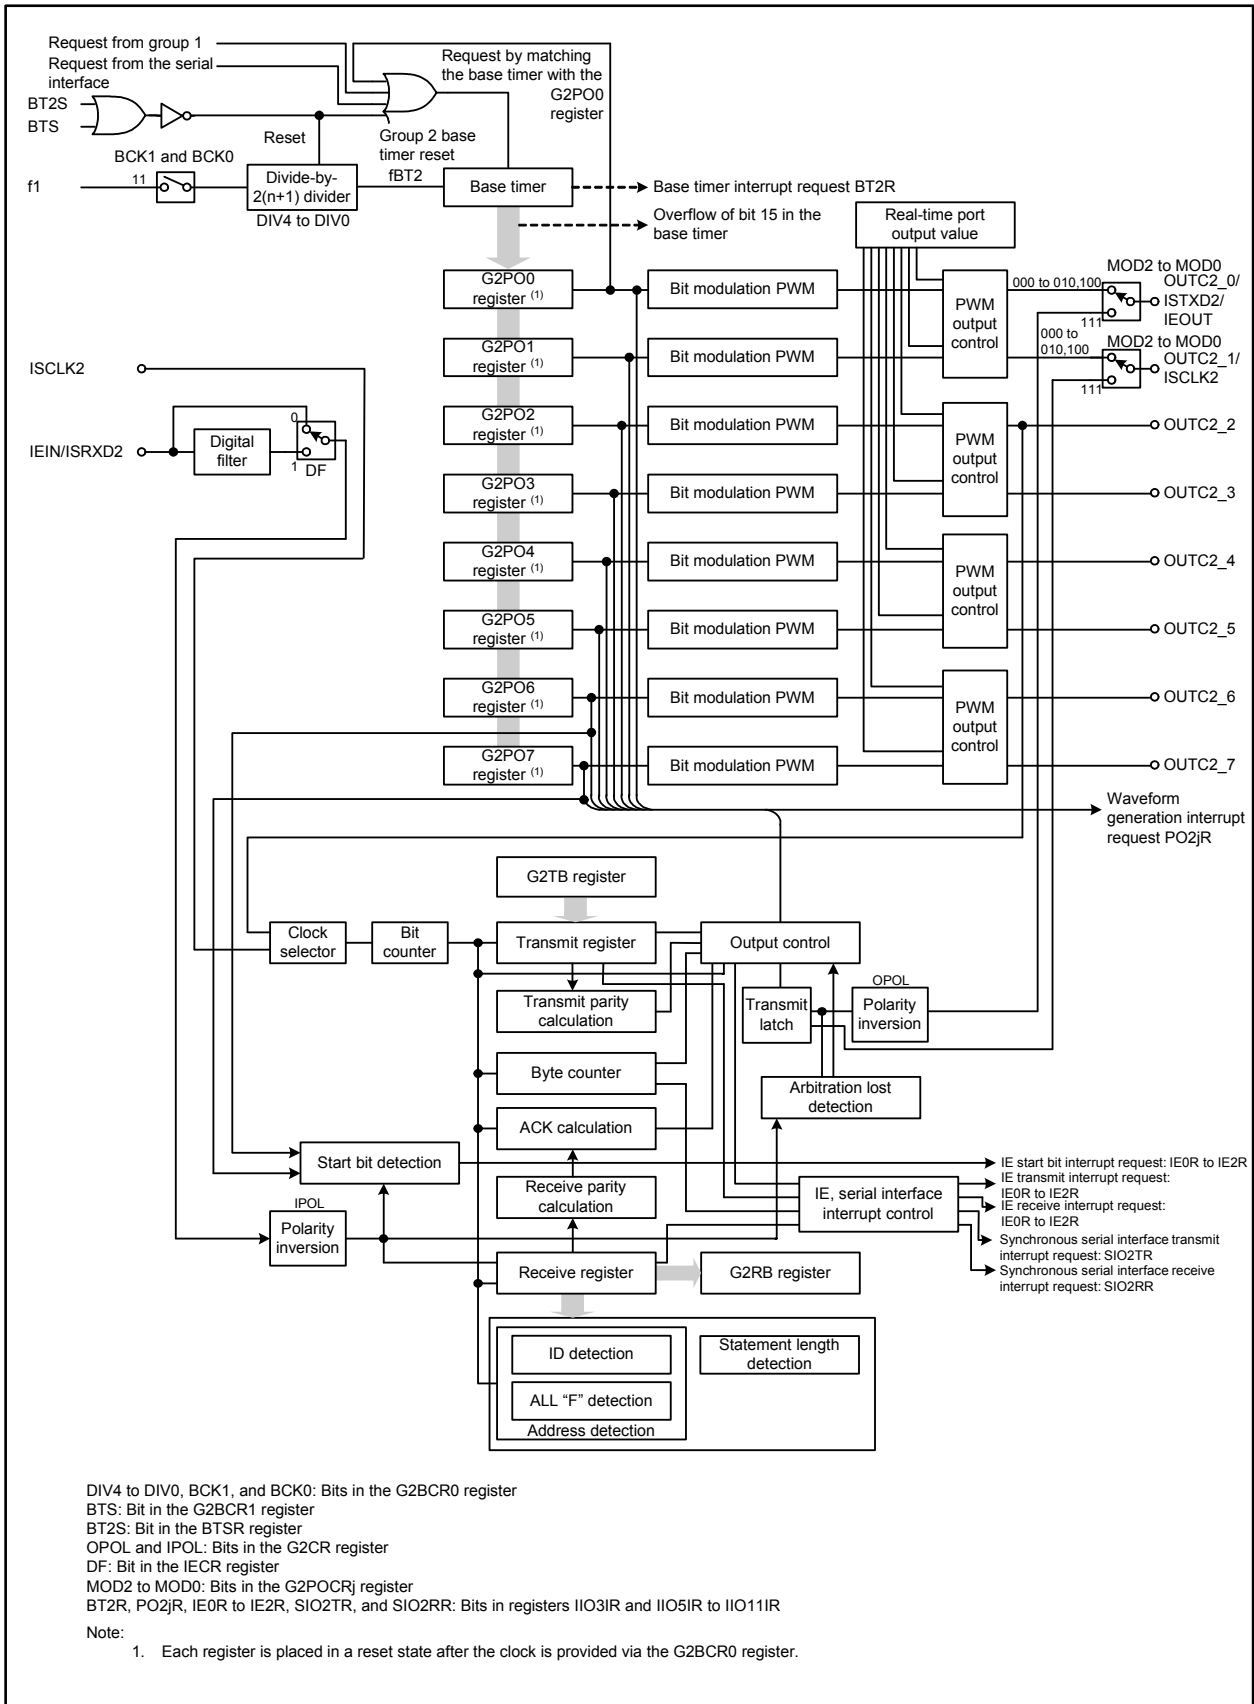 Request from group 1
Request from the serial
interface
BT2S
BTS
Request by matching
the base timer with the
G2PO0
register
Reset
Group 2 base
timer reset
BCK1 and BCK0
f1
11
Divide-by-
2(n+1) divider
DIV4 to DIV0
fBT2
Base timer
Base timer interrupt request BT2R
Overflow of bit 15 in the
base timer
Real-time port
output value
G2PO0
register (1)
Bit modulation PWM
G2PO1
register (1)
Bit modulation PWM
PWM
output
control
000 to 010,100
111
MOD2 to MOD0
OUTC2_0/
ISTXD2/
IEOUT
000 to
010,100
111
MOD2 to MOD0
OUTC2_1/
ISCLK2
ISCLK2
IEIN/ISRXD2
Digital
filter
0
1
DF
G2PO2
register (1)
Bit modulation PWM
G2PO3
register (1)
Bit modulation PWM
PWM
output
control
OUTC2_2
OUTC2_3
G2PO4
register (1)
Bit modulation PWM
G2PO5
register (1)
Bit modulation PWM
PWM
output
control
OUTC2_4
OUTC2_5
G2PO6
register (1)
Bit modulation PWM
G2PO7
register (1)
Bit modulation PWM
PWM
output
control
OUTC2_6
OUTC2_7
Waveform
generation interrupt
request PO2jR
G2TB register
Clock
selector
Bit
counter
Transmit register
Output control
Transmit parity
calculation
Transmit
latch
OPOL
Polarity
inversion
Byte counter
Arbitration lost
detection
ACK calculation
Start bit detection
Receive parity
calculation
IE, serial interface
interrupt control
IE start bit interrupt request: IE0R to IE2R
IE transmit interrupt request:
IE0R to IE2R
IE receive interrupt request:
IE0R to IE2R
Synchronous serial interface transmit
interrupt request: SIO2TR
Synchronous serial interface receive
interrupt request: SIO2RR
IPOL
Polarity
inversion
Receive register
G2RB register
ID detection
ALL “F” detection
Address detection
Statement length
detection
DIV4 to DIV0, BCK1, and BCK0: Bits in the G2BCR0 register
BTS: Bit in the G2BCR1 register
BT2S: Bit in the BTSR register
OPOL and IPOL: Bits in the G2CR register
DF: Bit in the IECR register
MOD2 to MOD0: Bits in the G2POCRj register
BT2R, PO2jR, IE0R to IE2R, SIO2TR, and SIO2RR: Bits in registers IIO3IR and IIO5IR to IIO11IR
Note:
1. Each register is placed in a reset state after the clock is provided via the G2BCR0 register.